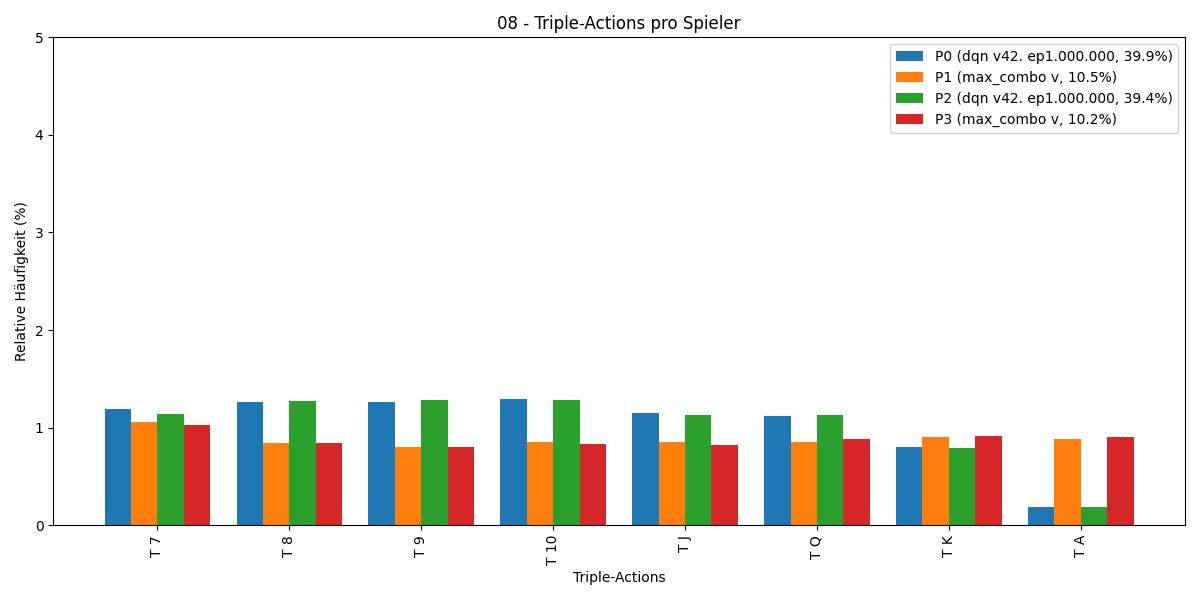 08 - Triple-Actions pro Spieler
P0 (dqn v42. ep1.000.000, 39.9%)
P1 (max_combo v, 10.5%)
P2 (dqn v42. ep1.000.000, 39.4%)
P3 (max_combo v, 10.2%)
Relative Häufigkeit (%)
5
4
3
2
1
0
T 7
T 8
T 9
T 10
T J
T Q
T K
T A
Triple-Actions